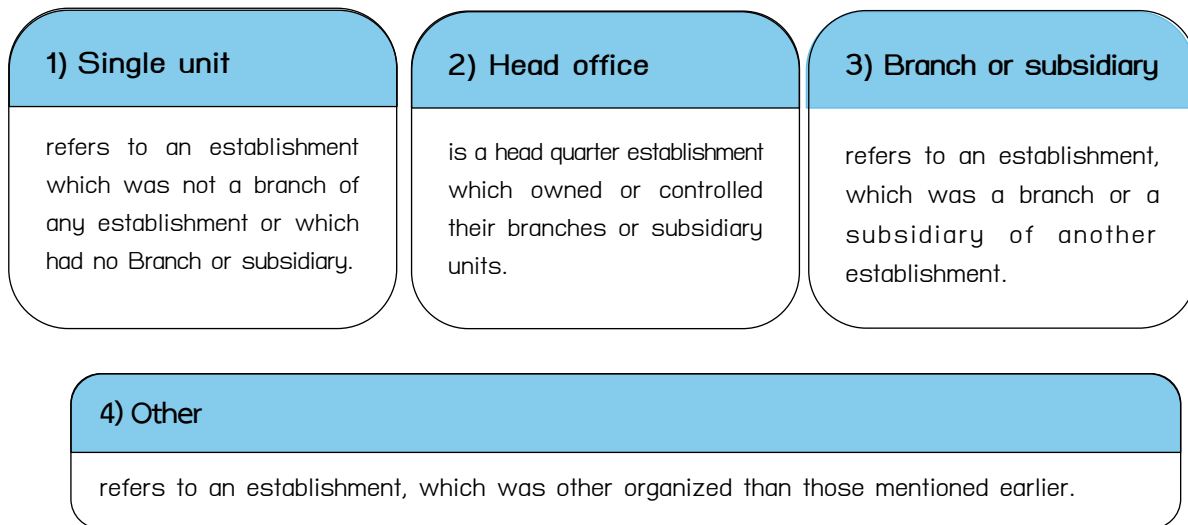 1) Single unit
refers to an establishment
which was not a branch of
any establishment or which
had no Branch or subsidiary.
2) Head office
is a head quarter establishment
which owned or controlled
their branches or subsidiary
units.
3) Branch or subsidiary
refers to an establishment,
which was a branch or a
subsidiary of another
establishment.
4) Other
refers to an establishment, which was other organized than those mentioned earlier.